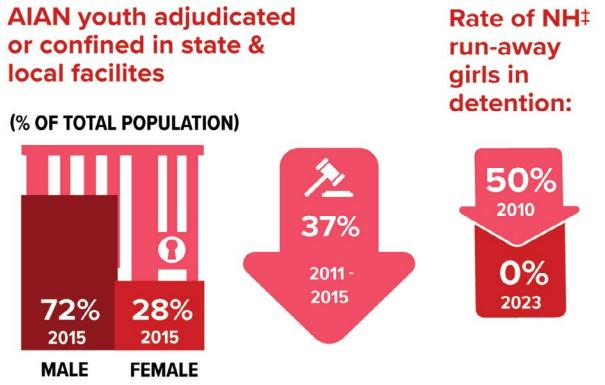 AIAN youth adjudicated
or confined in state &
local facilites
(% OF TOTAL POPULATION)
72%
2015
MALE
28%
2015
FEMALE
37%
2011 -
2015
Rate of NH‡
run-away
girls in
detention:
50%
2010
0%
2023